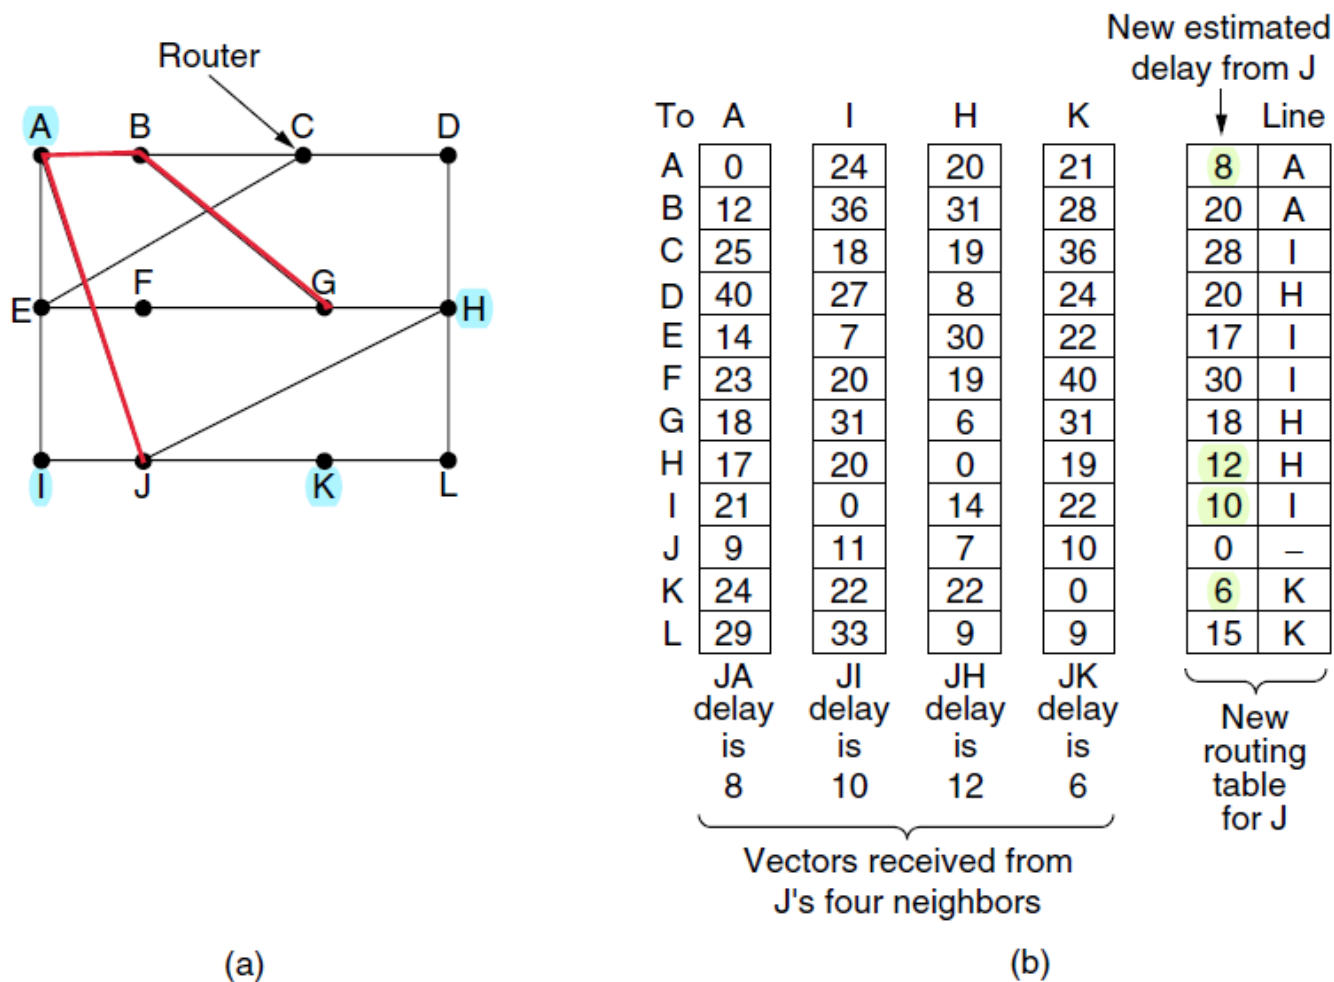 Router
A B C D
E F G H
I J K L
(a)
New estimated
delay from J
To A I H K Line
A 0 24 20 21 8 A
B 12 36 31 28 20 A
C 25 18 19 36 28 I
D 40 27 8 24 20 H
E 14 7 30 22 17 I
F 23 20 19 40 30 I
G 18 31 6 31 18 H
H 17 20 0 19 12 H
I 21 0 14 22 10 I
J 9 11 7 10 0 –
K 24 22 22 0 6 K
L 29 33 9 9 15 K
JA JI JH JK
delay delay delay delay
is is is is
8 10 12 6
Vectors received from
J's four neighbors
New
routing
table
for J
(b)